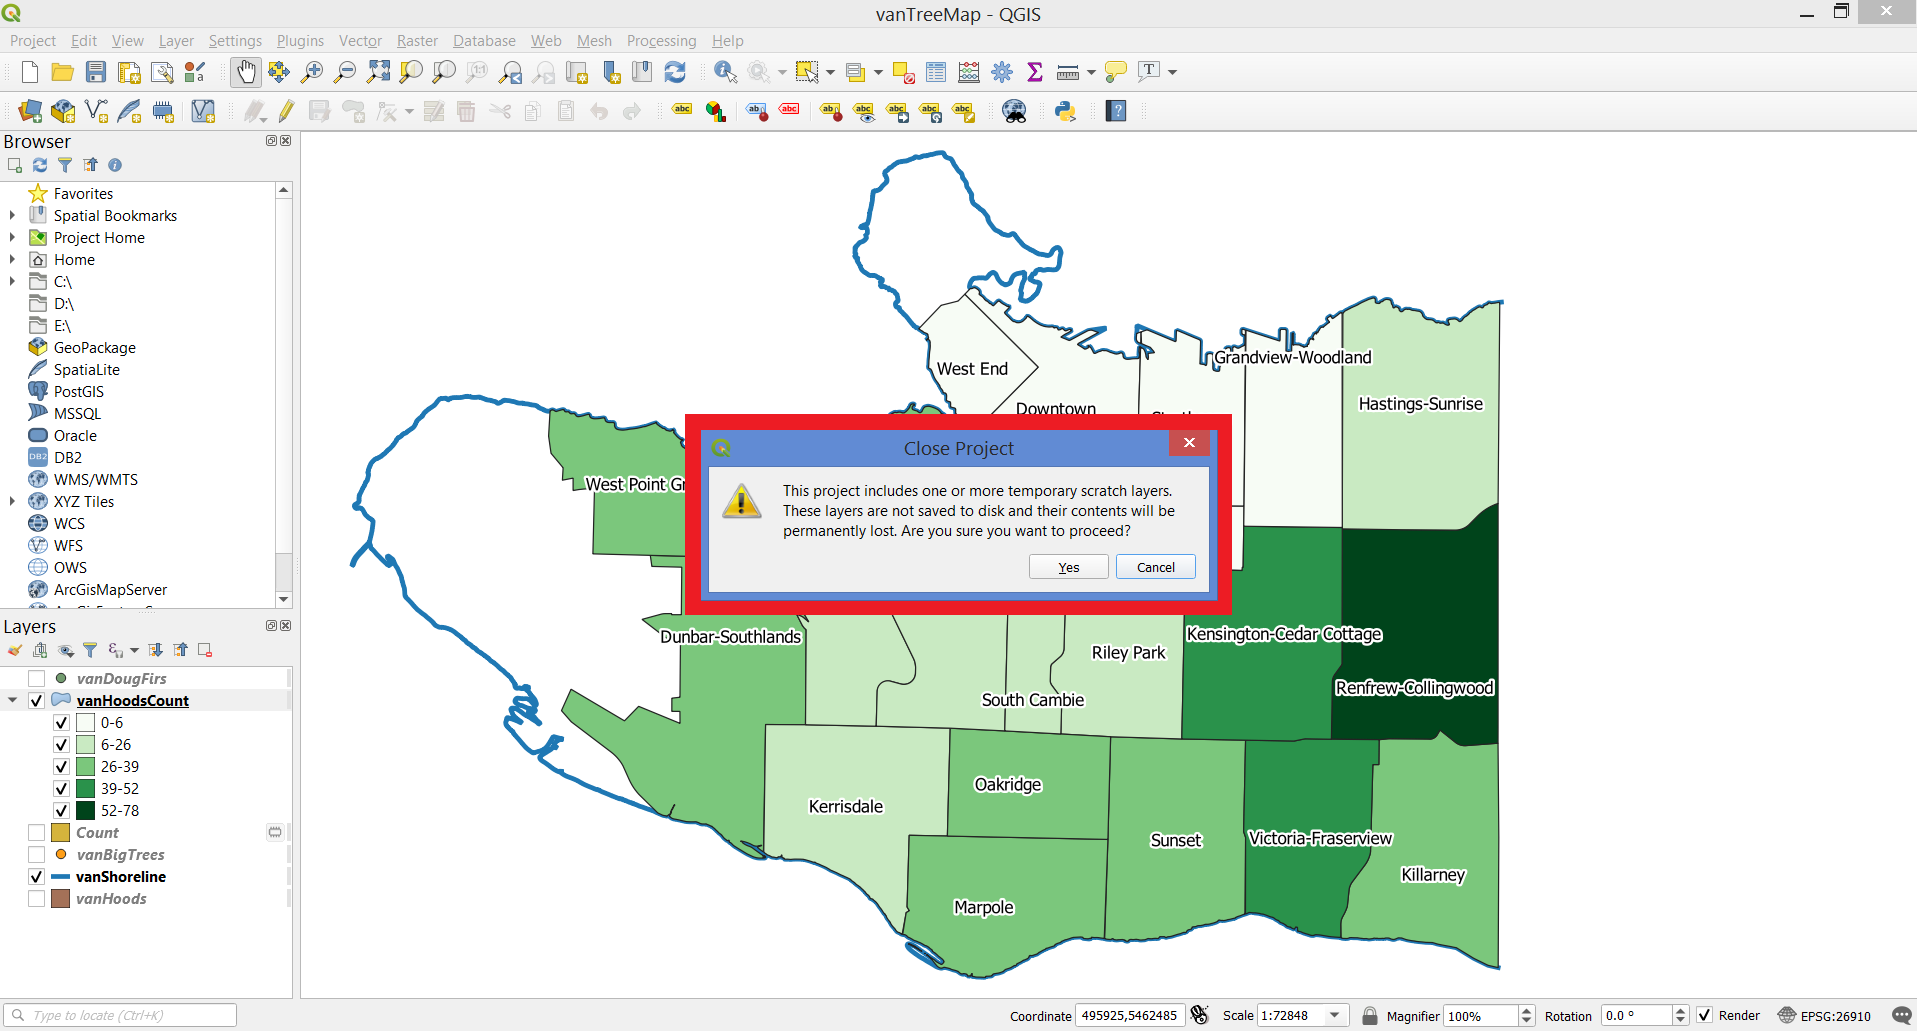 vanTreeMap - QGIS
Project Edit View Layer Settings Plugins Vector Raster Database Web Mesh Processing Help
Browser
Favorites
Spatial Bookmarks
Project Home
Home
C:\
D:\
E:\
GeoPackage
SpatiaLite
PostGIS
MSSQL
Oracle
DB2
WMS/WMTS
XYZ Tiles
WCS
WFS
OWS
ArcGisMapServer
Layers
vanDougFirs
vanHoodsCount
0-6
6-26
26-39
39-52
52-78
Count
vanBigTrees
vanShoreline
vanHoods
West End
Downtown
Grandview-Woodland
Hastings-Sunrise
West Point Gr
Close Project
This project includes one or more temporary scratch layers.
These layers are not saved to disk and their contents will be
permanently lost. Are you sure you want to proceed?
Yes Cancel
Dunbar-Southlands
Kensington-Cedar Cottage
Riley Park
Renfrew-Collingwood
South Cambie
Oakridge
Kerrisdale
Sunset
Victoria-Fraserview
Killarney
Marpole
Type to locate (Ctrl+K)
Coordinate 495925,5462485 Scale 1:72848 Magnifier 100% Rotation 0.0 ° Render EPSG:26910